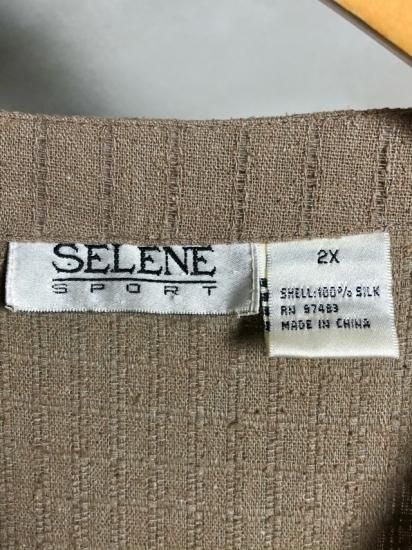 SELENE
SPORT
2X
SHELL:100% SILK
RN 97483
MADE IN CHINA